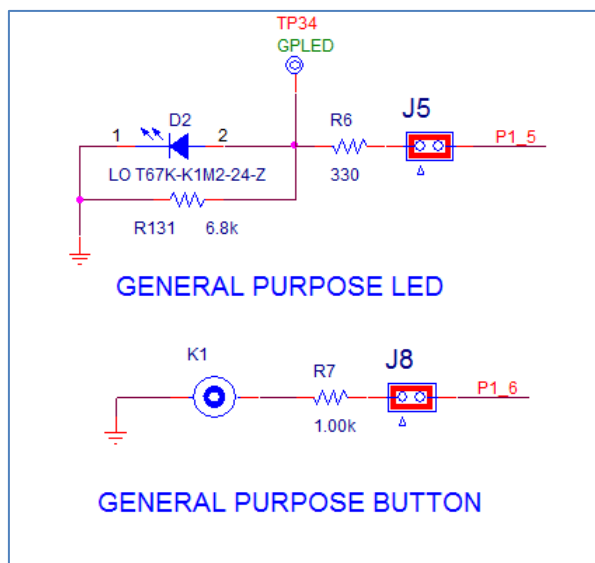 TP34
GPLED
D2
1
2
R6
J5
P1_5
LO T67K-K1M2-24-Z
330
R131 6.8k
GENERAL PURPOSE LED
K1
R7
J8
P1_6
1.00k
GENERAL PURPOSE BUTTON